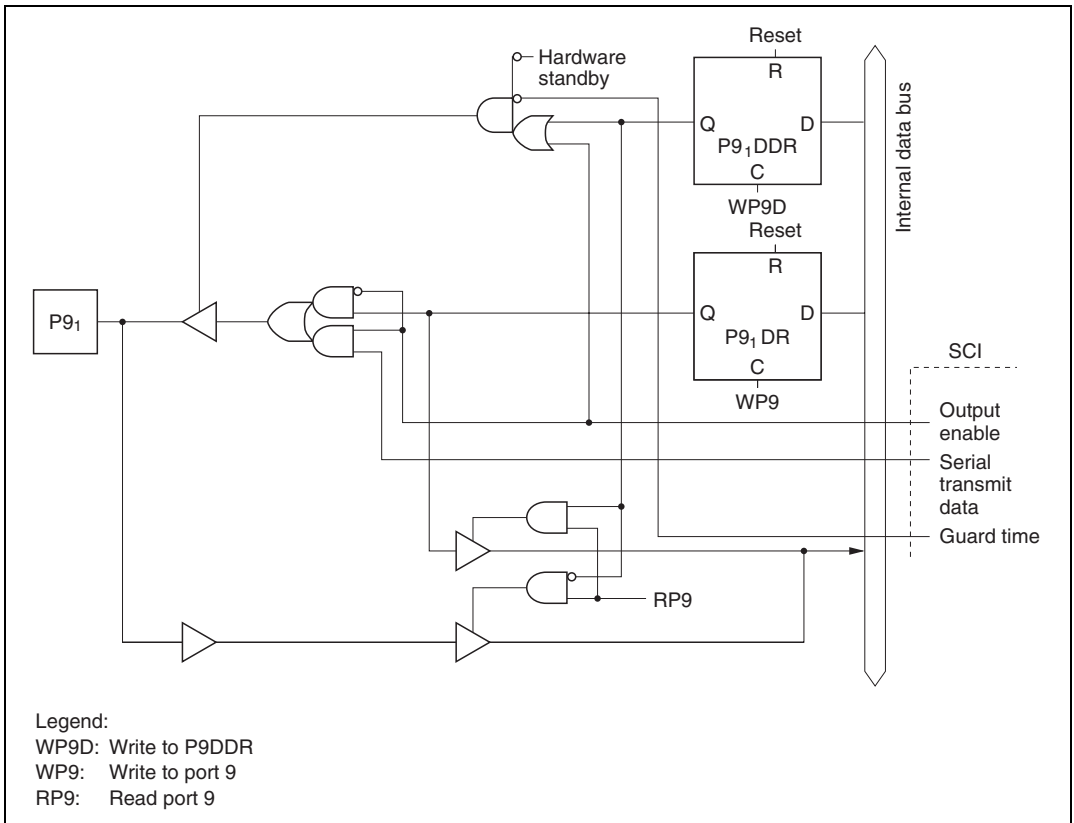 Reset
Hardware
standby
R
Q
D
P9₁DDR
C
WP9D
Internal data bus
Reset
R
P9₁
Q
D
P9₁ DR
C
WP9
SCI
Output
enable
Serial
transmit
data
Guard time
RP9
Legend:
WP9D: Write to P9DDR
WP9: Write to port 9
RP9: Read port 9